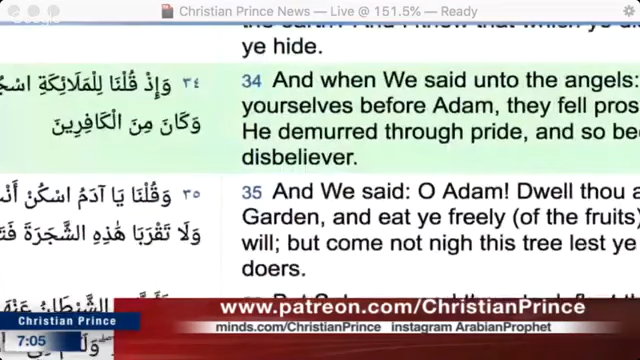 Christian Prince News — Live @ 151.5% — Ready
ye hide.
٣٤ وَإِذْ قُلْنَا لِلْمَلَائِكَةِ
34 And when We said unto the angels:
yourselves before Adam, they fell
وَكَانَ مِنَ الْكَافِرِينَ
He demurred through pride, and so
disbeliever.
٣٥ وَقُلْنَا يَا آدَمُ اسْكُنْ
35 And We said: O Adam! Dwell thou
Garden, and eat ye freely (of the fruits)
وَلَا تَقْرَبَا هَٰذِهِ الشَّجَرَةَ
will; but come not nigh this tree lest ye
doers.
www.patreon.com/ChristianPrince
Christian Prince
minds.com/ChristianPrince instagram ArabianProphet
7:05